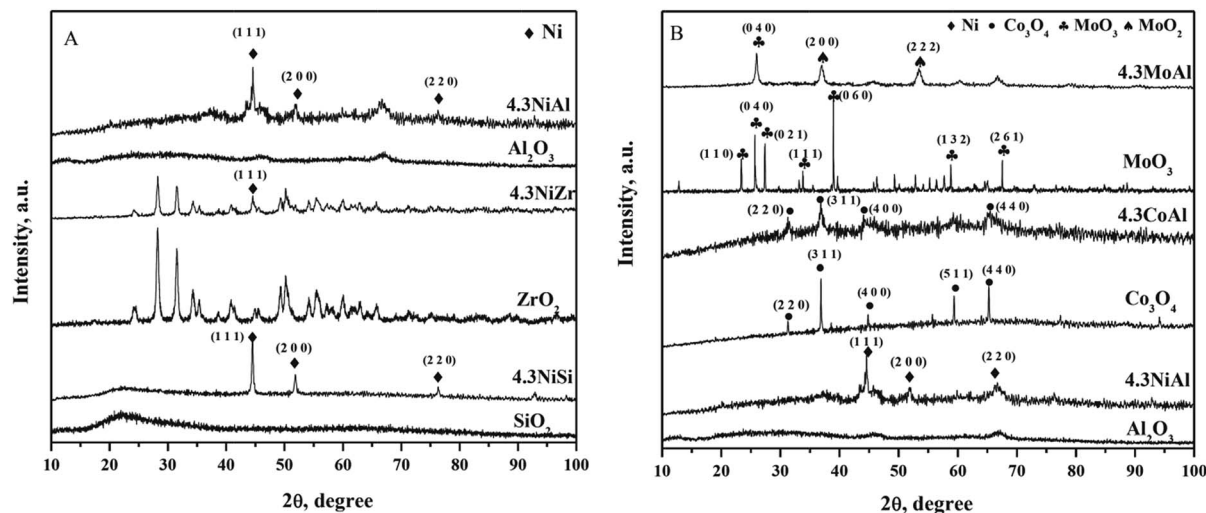 A
◆ Ni
(1 1 1)
(2 0 0)
(2 2 0)
4.3NiAl
Al₂O₃
(1 1 1)
4.3NiZr
ZrO₂
(1 1 1)
(2 0 0)
(2 2 0)
4.3NiSi
SiO₂
10 20 30 40 50 60 70 80 90 100
2θ, degree
Intensity, a.u.
B
◆ Ni ● Co₃O₄ ♣ MoO₃ ♠ MoO₂
(0 4 0)
(2 0 0)
(2 2 2)
4.3MoAl
(0 6 0)
(0 4 0)
(0 2 1)
(1 1 0)
(1 1 1)
(1 3 2)
(2 6 1)
MoO₃
(3 1 1)
(2 2 0)
(4 0 0)
(4 4 0)
4.3CoAl
(3 1 1)
(2 2 0)
(4 0 0)
(5 1 1)
(4 4 0)
Co₃O₄
(1 1 1)
(2 0 0)
(2 2 0)
4.3NiAl
Al₂O₃
10 20 30 40 50 60 70 80 90 100
2θ, degree
Intensity, a.u.